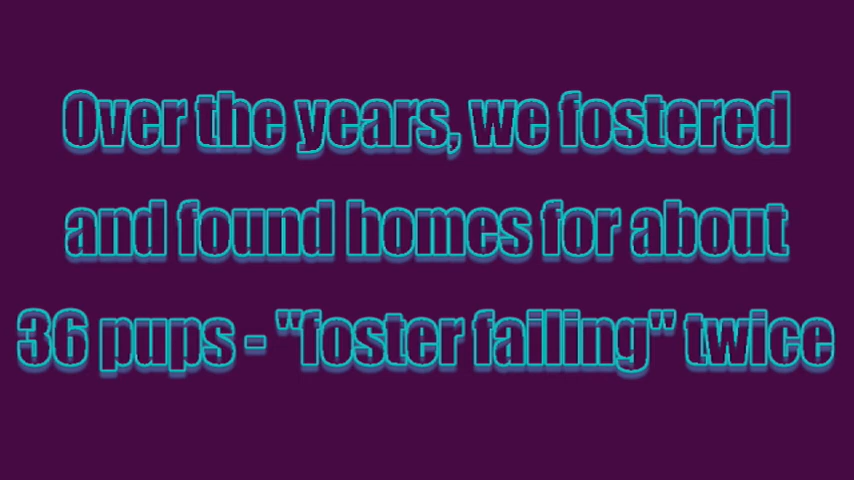 Over the years, we fostered
and found homes for about
36 pups - "foster failing" twice